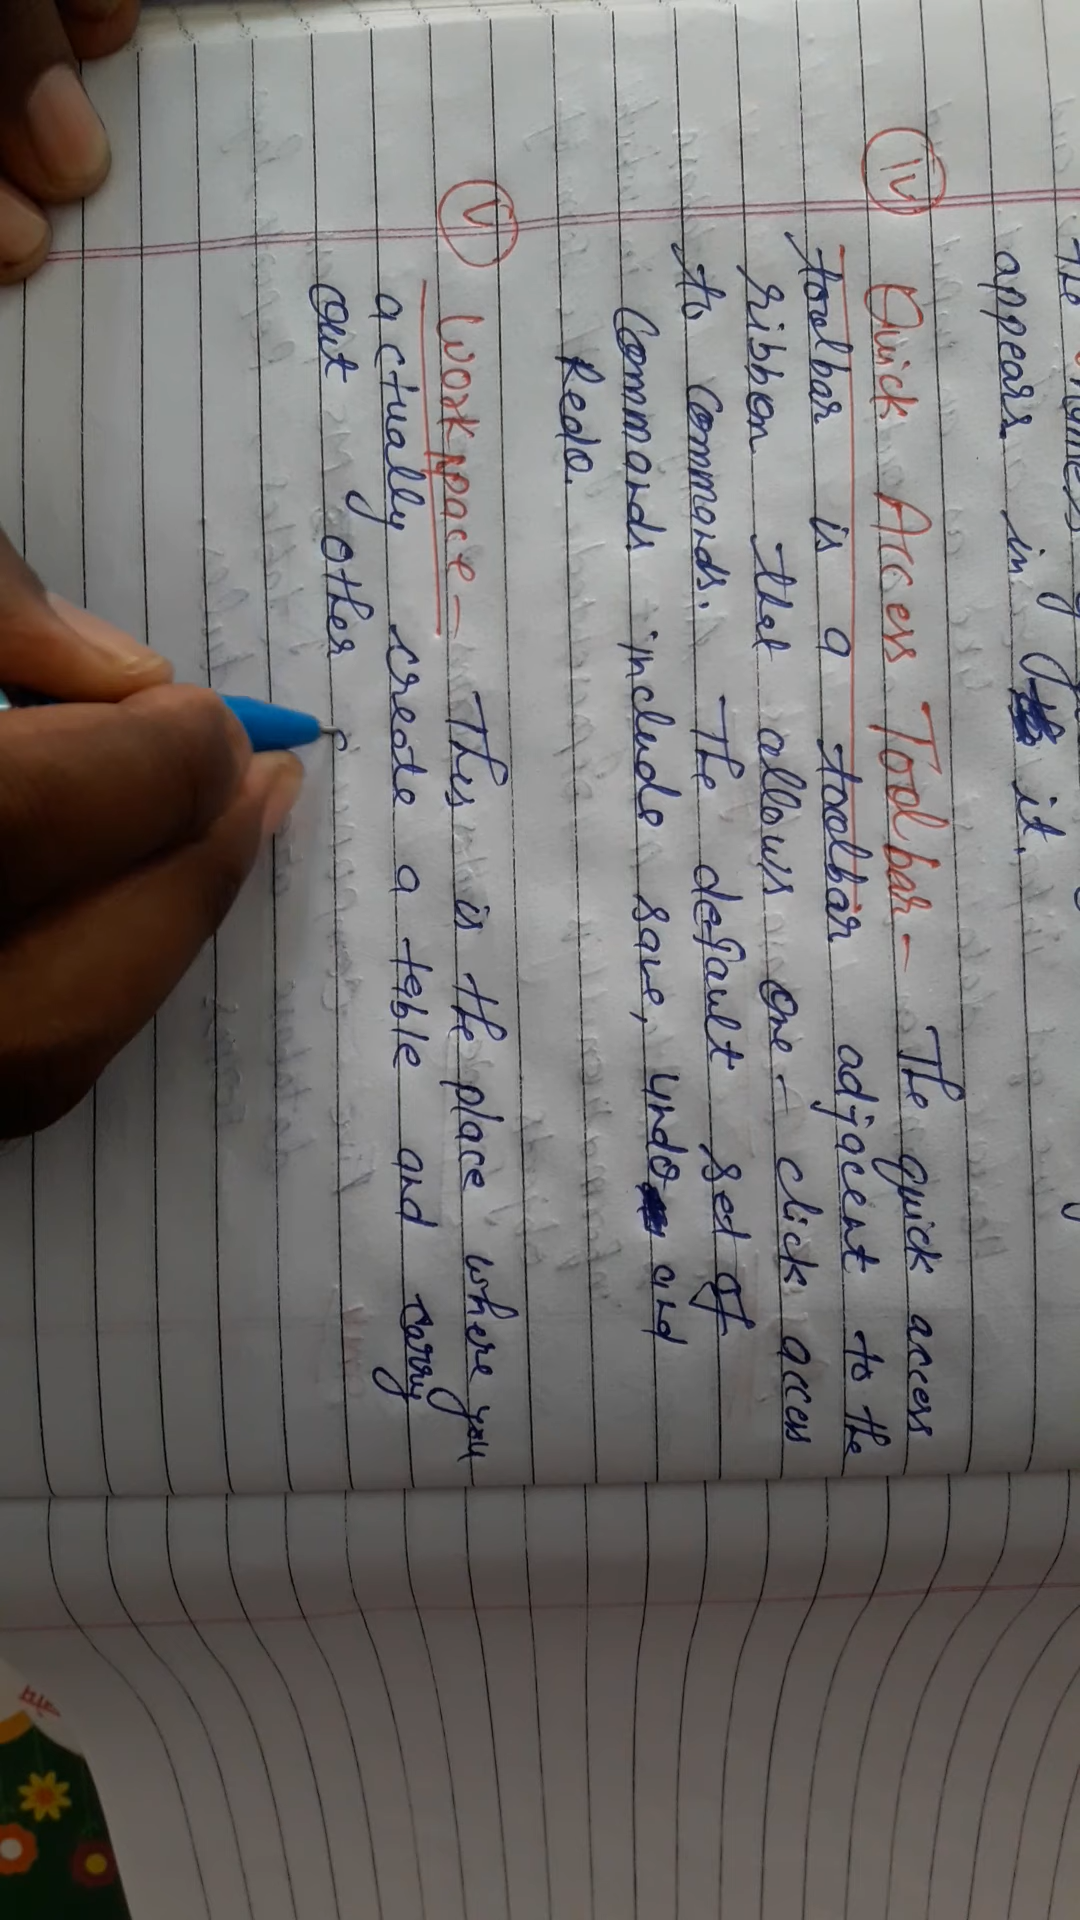 appears in it.
(iv) Quick Access Toolbar - The quick access
toolbar is a toolbar adjacent to the
ribbon that allows one-click access
to commands. The default set of
Commands include save, undo and
Redo.
(v) Workspace - This is the place where you
actually create a table and carry
out other